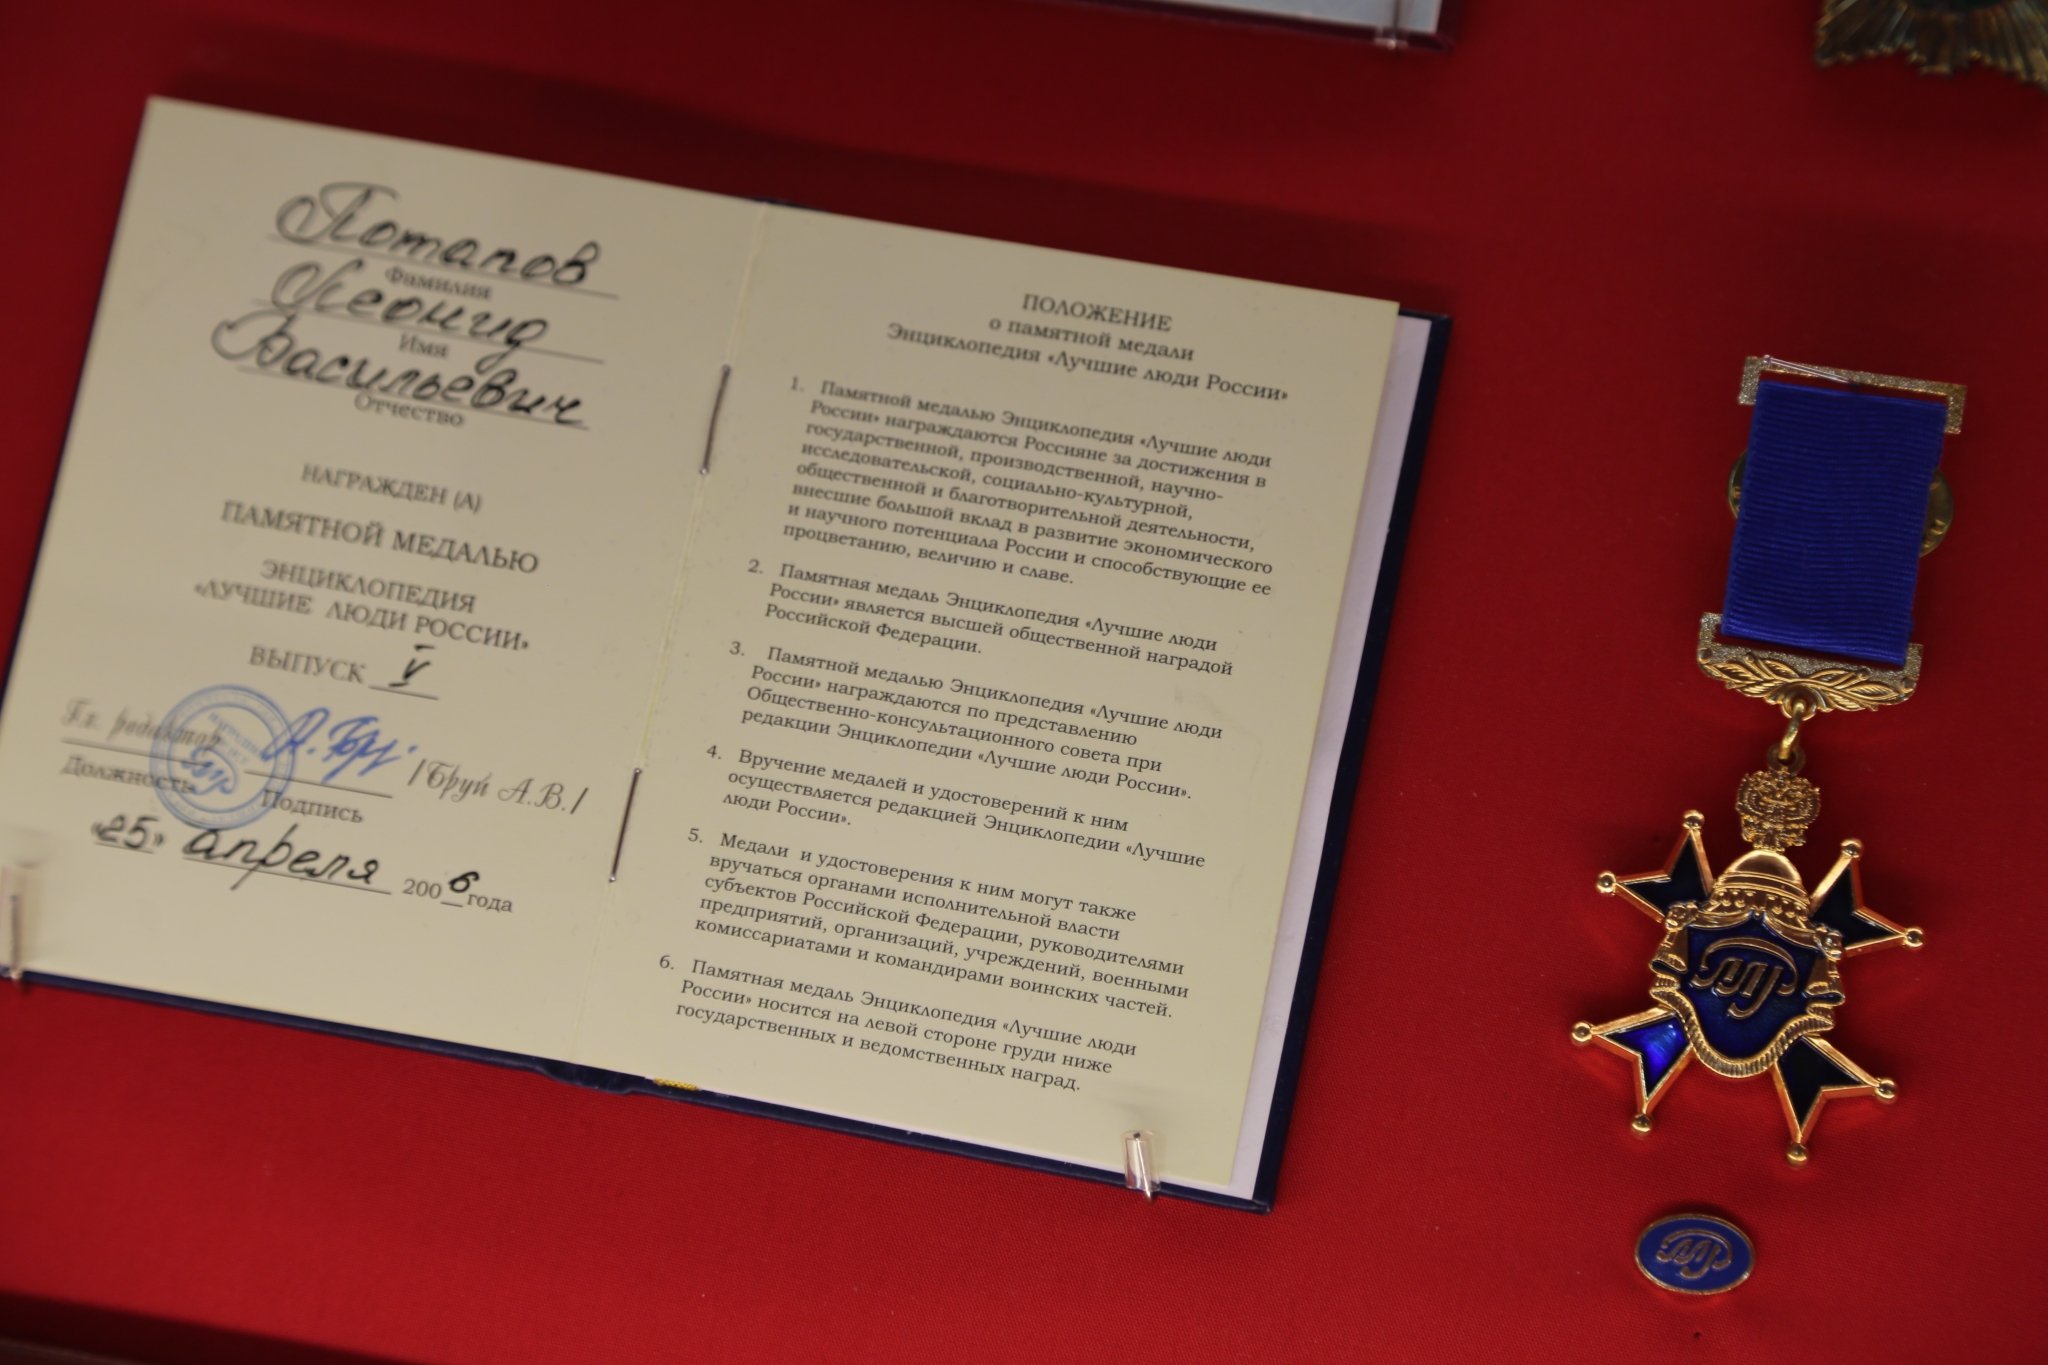 Потапов
Фамилия
Леонид
Имя
Васильевич
Отчество
НАГРАЖДЕН (А)
ПАМЯТНОЙ МЕДАЛЬЮ
ЭНЦИКЛОПЕДИЯ
«ЛУЧШИЕ ЛЮДИ РОССИИ»
ВЫПУСК V
Гл. редактор А.Бруй /Бруй А.В./
Должность Подпись
«25» апреля 2006 года
ПОЛОЖЕНИЕ
о памятной медали
Энциклопедия «Лучшие люди России»
1. Памятной медалью Энциклопедия «Лучшие люди
России» награждаются Россияне за достижения в
государственной, производственной, научно-
исследовательской, социально-культурной,
общественной и благотворительной деятельности,
внесшие большой вклад в развитие экономического
и научного потенциала России и способствующие ее
процветанию, величию и славе.
2. Памятная медаль Энциклопедия «Лучшие люди
России» является высшей общественной наградой
Российской Федерации.
3. Памятной медалью Энциклопедия «Лучшие люди
России» награждаются по представлению
Общественно-консультационного совета при
редакции Энциклопедии «Лучшие люди России».
4. Вручение медалей и удостоверений к ним
осуществляется редакцией Энциклопедии «Лучшие
люди России».
5. Медали и удостоверения к ним могут также
вручаться органами исполнительной власти
субъектов Российской Федерации, руководителями
предприятий, организаций, учреждений, военными
комиссариатами и командирами воинских частей.
6. Памятная медаль Энциклопедия «Лучшие люди
России» носится на левой стороне груди ниже
государственных и ведомственных наград.